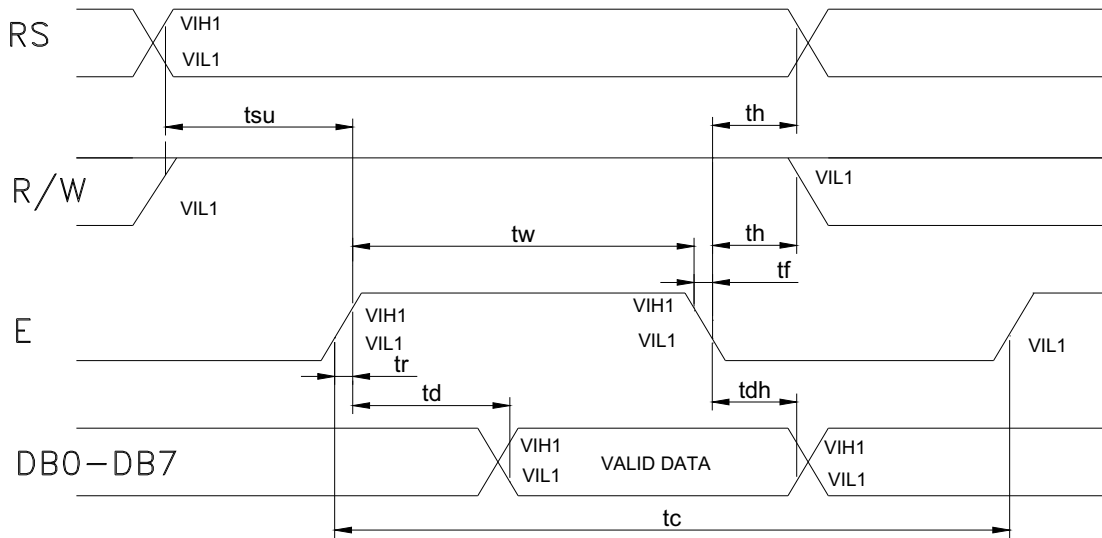 RS
VIH1
VIL1
tsu
th
R/W
VIL1
VIL1
tw
th
tf
E
VIH1
VIL1
VIH1
VIL1
VIL1
tr
td
tdh
DB0-DB7
VIH1
VIL1
VALID DATA
VIH1
VIL1
tc